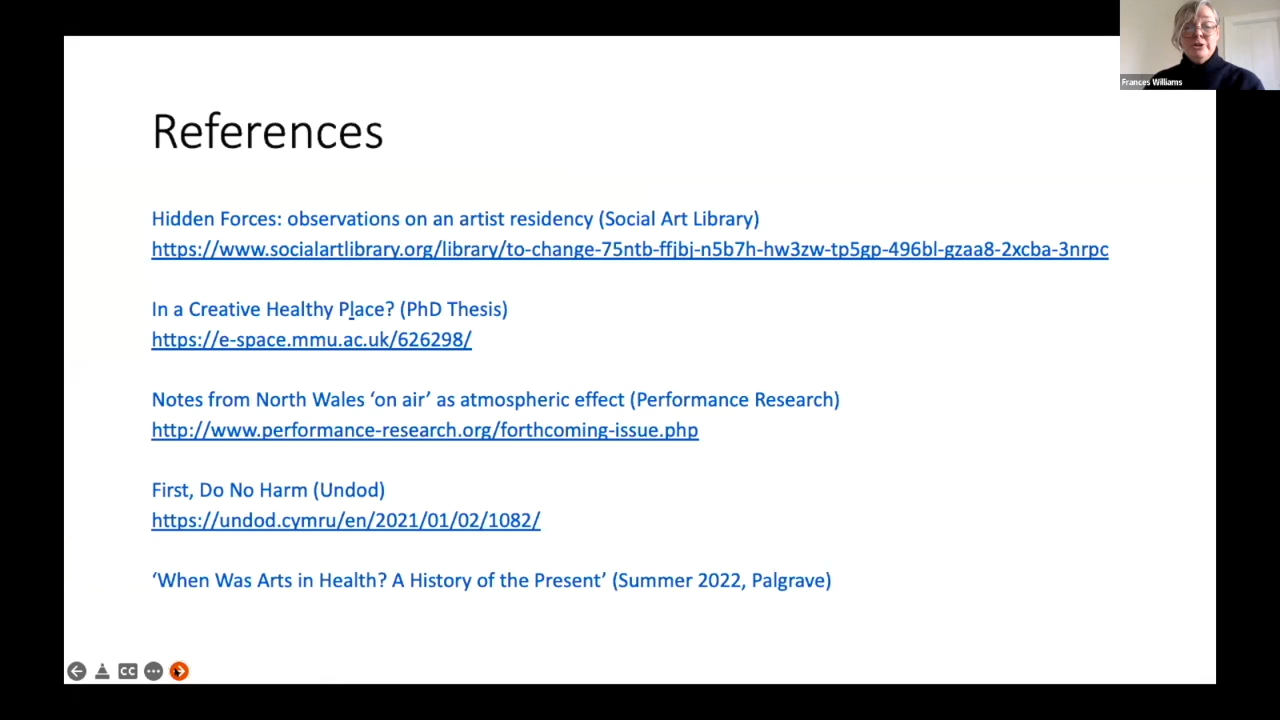 Frances Williams
References
Hidden Forces: observations on an artist residency (Social Art Library)
https://www.socialartlibrary.org/library/to-change-75ntb-ffjbj-n5b7h-hw3zw-tp5gp-496bl-gzaa8-2xcba-3nrpc
In a Creative Healthy Place? (PhD Thesis)
https://e-space.mmu.ac.uk/626298/
Notes from North Wales ‘on air’ as atmospheric effect (Performance Research)
http://www.performance-research.org/forthcoming-issue.php
First, Do No Harm (Undod)
https://undod.cymru/en/2021/01/02/1082/
‘When Was Arts in Health? A History of the Present’ (Summer 2022, Palgrave)
CC